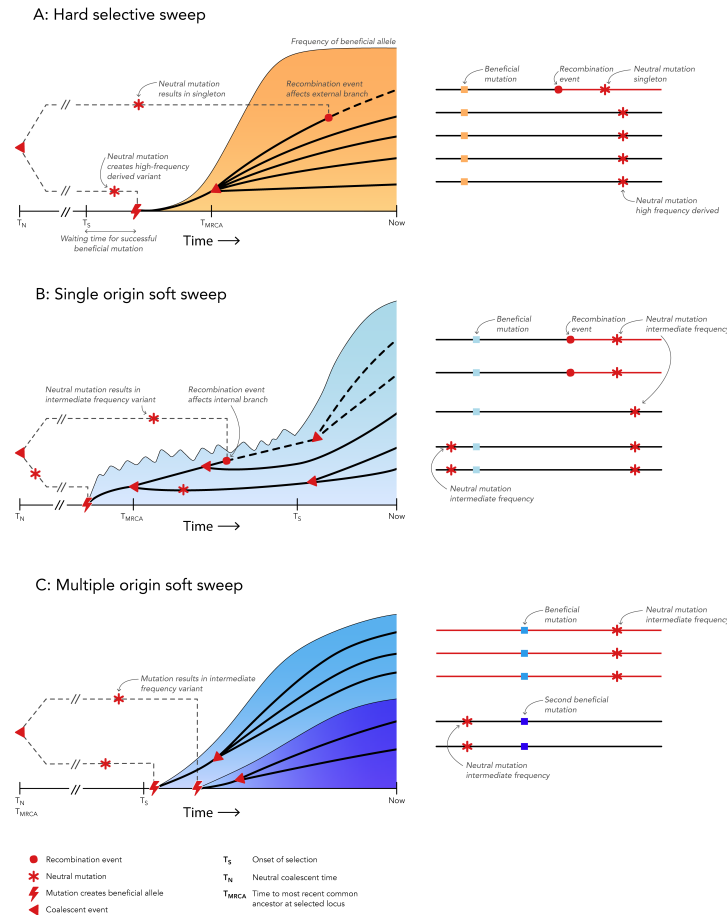 A: Hard selective sweep
Frequency of beneficial allele
Neutral mutation
results in singleton
Recombination event
affects external branch
Neutral mutation
creates high-frequency
derived variant
T_N
T_S
T_MRCA
Now
Waiting time for successful
beneficial mutation
Time
Beneficial
mutation
Recombination
event
Neutral mutation
singleton
Neutral mutation
high frequency derived
B: Single origin soft sweep
Neutral mutation results in
intermediate frequency variant
Recombination event
affects internal branch
T_N
T_MRCA
T_S
Now
Time
Beneficial
mutation
Recombination
event
Neutral mutation
intermediate frequency
Neutral mutation
intermediate frequency
C: Multiple origin soft sweep
Mutation results in intermediate
frequency variant
T_N
T_MRCA
T_S
Now
Time
Beneficial
mutation
Neutral mutation
intermediate frequency
Second beneficial
mutation
Neutral mutation
intermediate frequency
Recombination event
Neutral mutation
Mutation creates beneficial allele
Coalescent event
T_S Onset of selection
T_N Neutral coalescent time
T_MRCA Time to most recent common
ancestor at selected locus